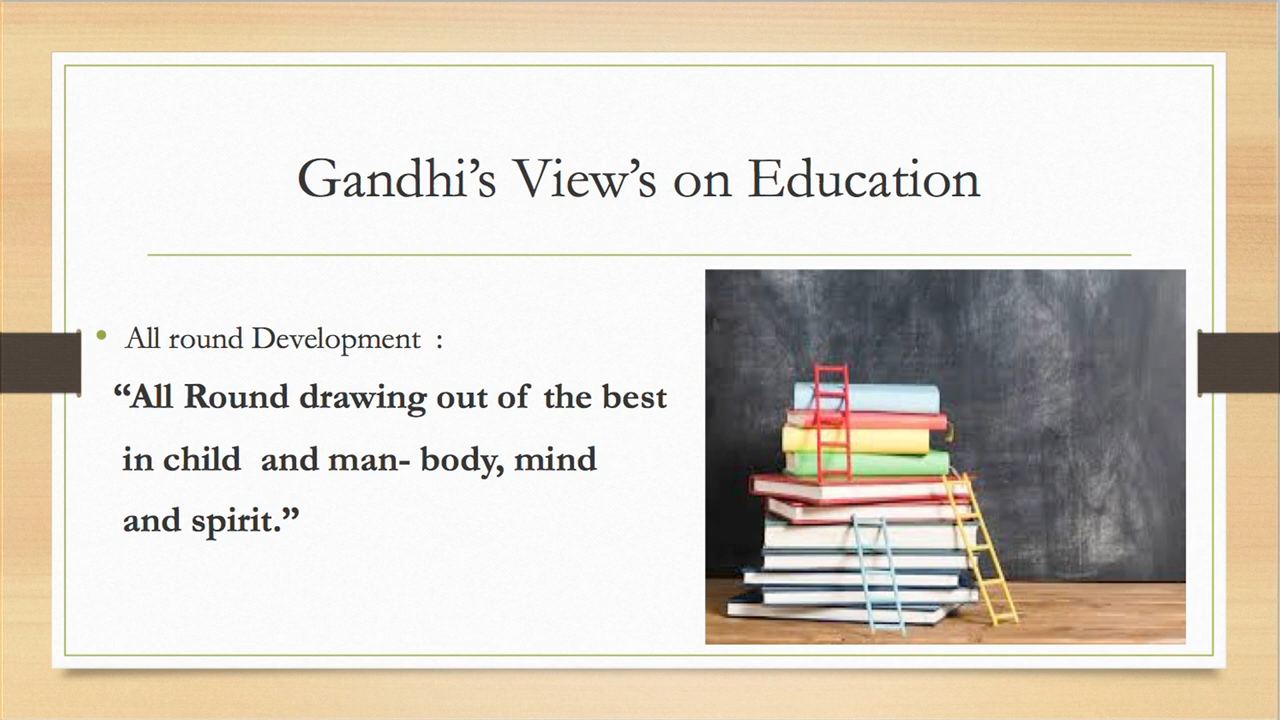 Gandhi’s View’s on Education
• All round Development :
“All Round drawing out of the best
in child and man- body, mind
and spirit.”